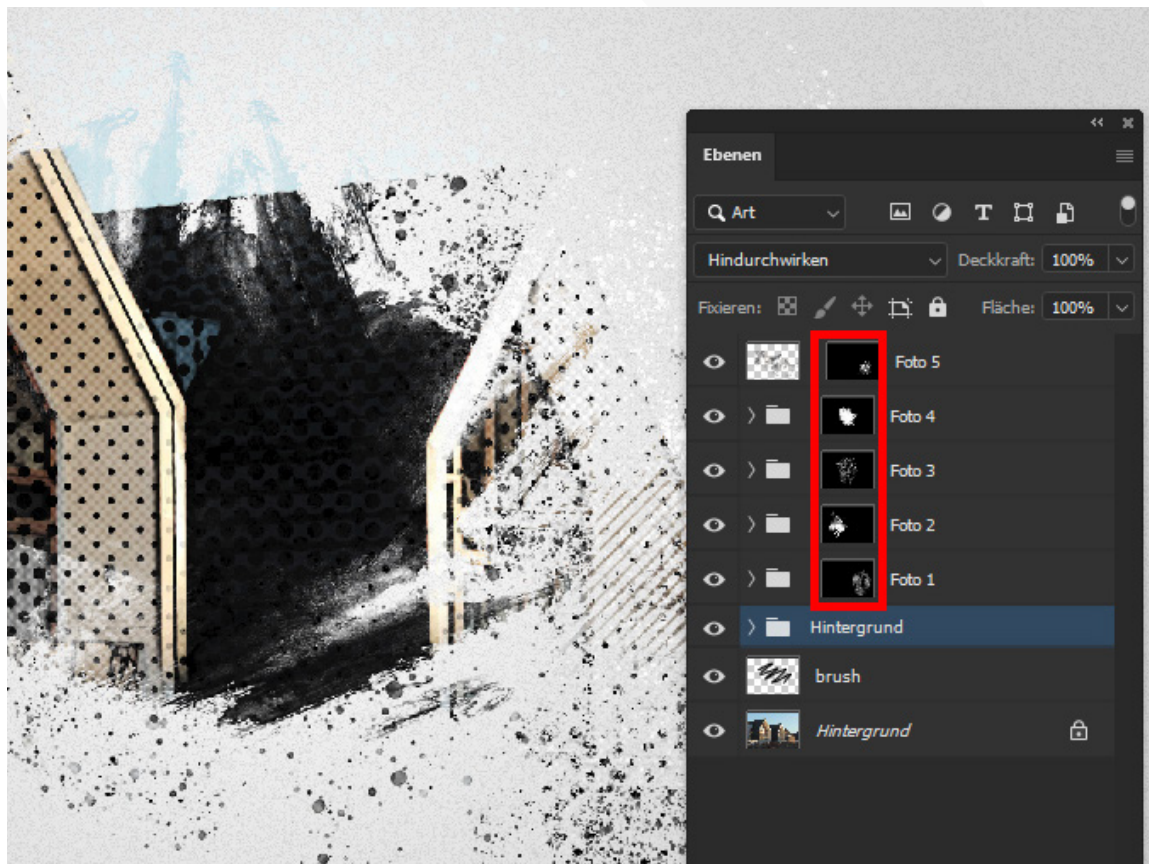 Ebenen
Art
Hindurchwirken Deckkraft: 100%
Fixieren: Fläche: 100%
Foto 5
Foto 4
Foto 3
Foto 2
Foto 1
Hintergrund
brush
Hintergrund